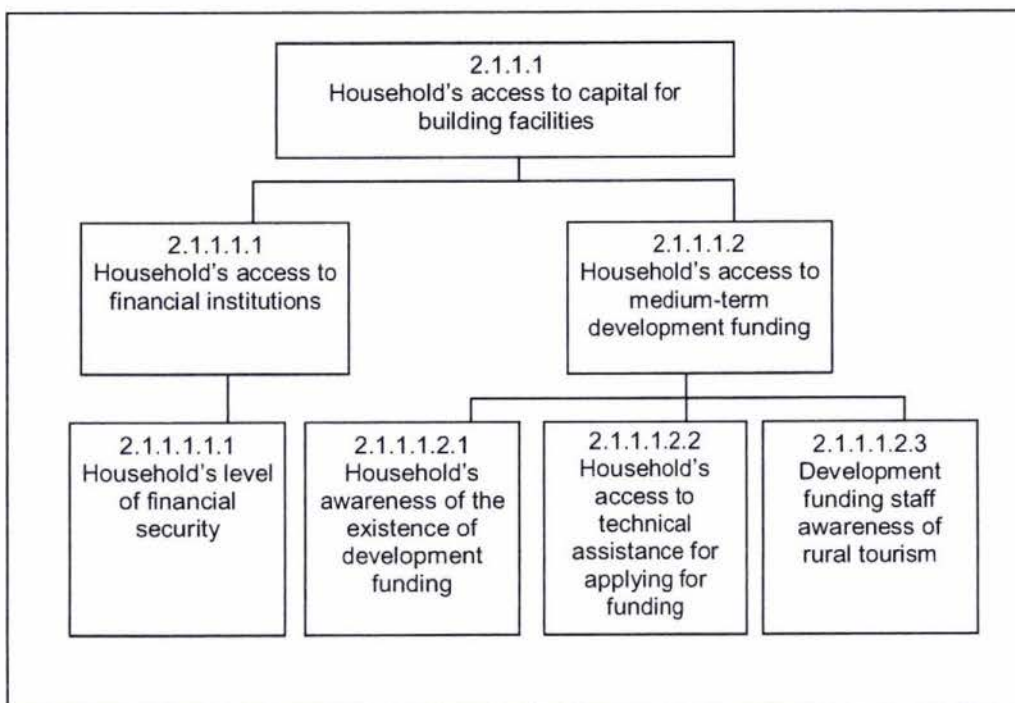 2.1.1.1
Household's access to capital for
building facilities
2.1.1.1.1
Household's access to
financial institutions
2.1.1.1.2
Household's access to
medium-term
development funding
2.1.1.1.1.1
Household's level
of financial
security
2.1.1.1.2.1
Household's
awareness of the
existence of
development
funding
2.1.1.1.2.2
Household's
access to
technical
assistance for
applying for
funding
2.1.1.1.2.3
Development
funding staff
awareness of
rural tourism